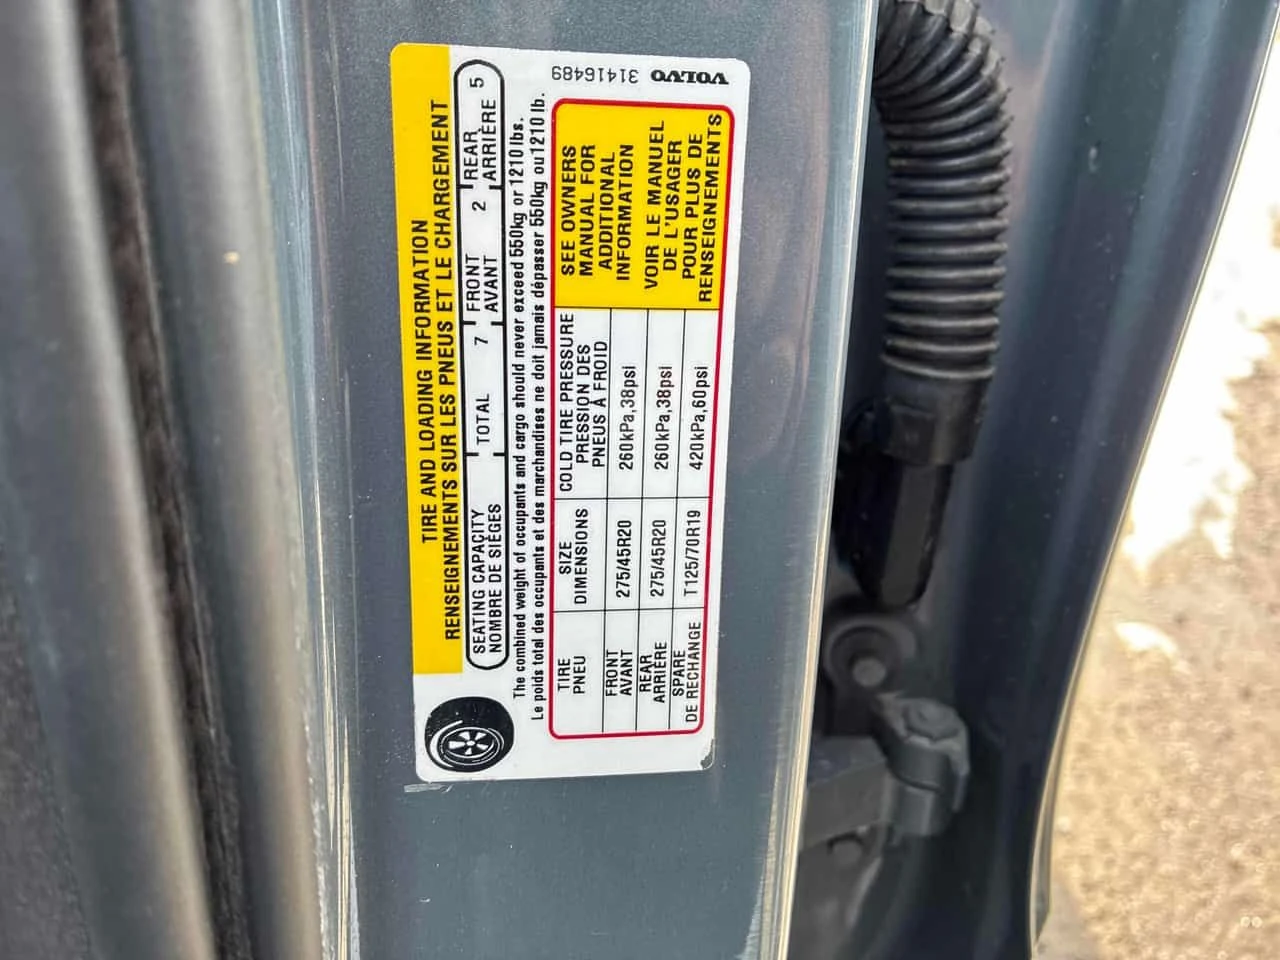 TIRE AND LOADING INFORMATION
RENSEIGNEMENTS SUR LES PNEUS ET LE CHARGEMENT
SEATING CAPACITY
NOMBRE DE SIÈGES
TOTAL 7
FRONT
AVANT 2
REAR
ARRIÈRE 5
The combined weight of occupants and cargo should never exceed 550kg or 1210 lbs.
Le poids total des occupants et des marchandises ne doit jamais dépasser 550kg ou 1210 lb.
TIRE
PNEU
SIZE
DIMENSIONS
COLD TIRE PRESSURE
PRESSION DES
PNEUS À FROID
FRONT
AVANT
275/45R20
260kPa,38psi
REAR
ARRIÈRE
275/45R20
260kPa,38psi
SPARE
DE RECHANGE
T125/70R19
420kPa,60psi
SEE OWNERS
MANUAL FOR
ADDITIONAL
INFORMATION
VOIR LE MANUEL
DE L'USAGER
POUR PLUS DE
RENSEIGNEMENTS
VOLVO 31416489